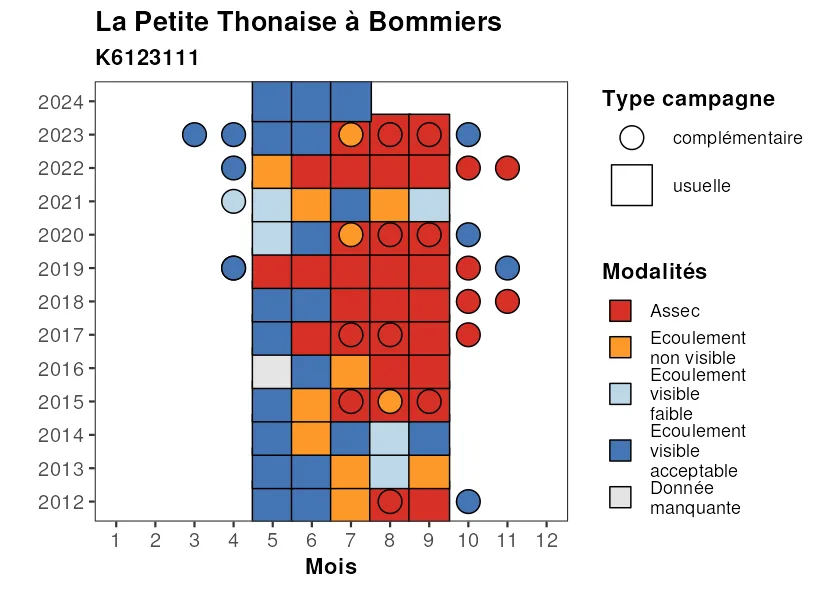 La Petite Thonaise à Bommiers
K6123111
2024
2023
2022
2021
2020
2019
2018
2017
2016
2015
2014
2013
2012
1 2 3 4 5 6 7 8 9 10 11 12
Mois
Type campagne
complémentaire
usuelle
Modalités
Assec
Ecoulement
non visible
Ecoulement
visible
faible
Ecoulement
visible
acceptable
Donnée
manquante